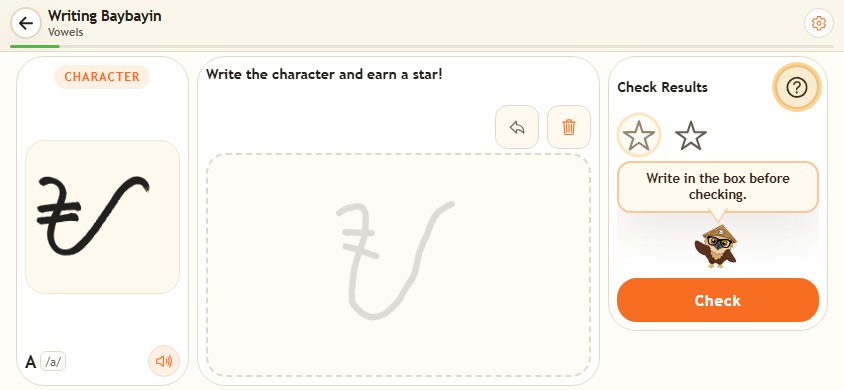 Writing Baybayin
Vowels
CHARACTER
ᜀ
A /a/
Write the character and earn a star!
ᜀ
Check Results
?
Write in the box before
checking.
Check